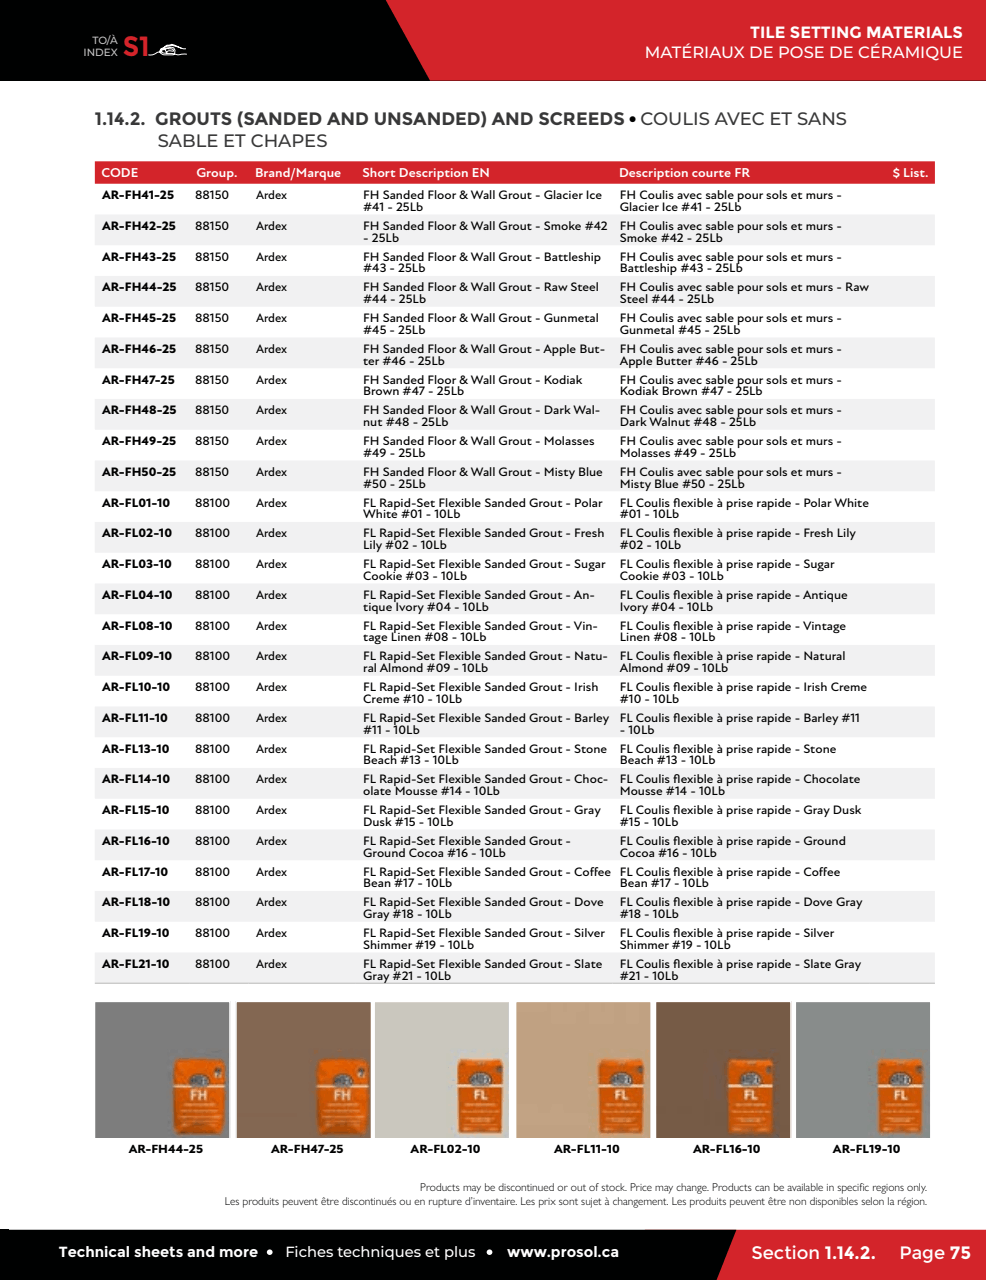 TO/À
INDEX S1
TILE SETTING MATERIALS
MATÉRIAUX DE POSE DE CÉRAMIQUE
1.14.2. GROUTS (SANDED AND UNSANDED) AND SCREEDS • COULIS AVEC ET SANS
SABLE ET CHAPES
CODE Group. Brand/Marque Short Description EN Description courte FR $ List.
AR-FH41-25 88150 Ardex FH Sanded Floor & Wall Grout - Glacier Ice FH Coulis avec sable pour sols et murs -
#41 - 25Lb Glacier Ice #41 - 25Lb
AR-FH42-25 88150 Ardex FH Sanded Floor & Wall Grout - Smoke #42 FH Coulis avec sable pour sols et murs -
- 25Lb Smoke #42 - 25Lb
AR-FH43-25 88150 Ardex FH Sanded Floor & Wall Grout - Battleship FH Coulis avec sable pour sols et murs -
#43 - 25Lb Battleship #43 - 25Lb
AR-FH44-25 88150 Ardex FH Sanded Floor & Wall Grout - Raw Steel FH Coulis avec sable pour sols et murs - Raw
#44 - 25Lb Steel #44 - 25Lb
AR-FH45-25 88150 Ardex FH Sanded Floor & Wall Grout - Gunmetal FH Coulis avec sable pour sols et murs -
#45 - 25Lb Gunmetal #45 - 25Lb
AR-FH46-25 88150 Ardex FH Sanded Floor & Wall Grout - Apple But- FH Coulis avec sable pour sols et murs -
ter #46 - 25Lb Apple Butter #46 - 25Lb
AR-FH47-25 88150 Ardex FH Sanded Floor & Wall Grout - Kodiak FH Coulis avec sable pour sols et murs -
Brown #47 - 25Lb Kodiak Brown #47 - 25Lb
AR-FH48-25 88150 Ardex FH Sanded Floor & Wall Grout - Dark Wal- FH Coulis avec sable pour sols et murs -
nut #48 - 25Lb Dark Walnut #48 - 25Lb
AR-FH49-25 88150 Ardex FH Sanded Floor & Wall Grout - Molasses FH Coulis avec sable pour sols et murs -
#49 - 25Lb Molasses #49 - 25Lb
AR-FH50-25 88150 Ardex FH Sanded Floor & Wall Grout - Misty Blue FH Coulis avec sable pour sols et murs -
#50 - 25Lb Misty Blue #50 - 25Lb
AR-FL01-10 88100 Ardex FL Rapid-Set Flexible Sanded Grout - Polar FL Coulis flexible à prise rapide - Polar White
White #01 - 10Lb #01 - 10Lb
AR-FL02-10 88100 Ardex FL Rapid-Set Flexible Sanded Grout - Fresh FL Coulis flexible à prise rapide - Fresh Lily
Lily #02 - 10Lb #02 - 10Lb
AR-FL03-10 88100 Ardex FL Rapid-Set Flexible Sanded Grout - Sugar FL Coulis flexible à prise rapide - Sugar
Cookie #03 - 10Lb Cookie #03 - 10Lb
AR-FL04-10 88100 Ardex FL Rapid-Set Flexible Sanded Grout - An- FL Coulis flexible à prise rapide - Antique
tique Ivory #04 - 10Lb Ivory #04 - 10Lb
AR-FL08-10 88100 Ardex FL Rapid-Set Flexible Sanded Grout - Vin- FL Coulis flexible à prise rapide - Vintage
tage Linen #08 - 10Lb Linen #08 - 10Lb
AR-FL09-10 88100 Ardex FL Rapid-Set Flexible Sanded Grout - Natu- FL Coulis flexible à prise rapide - Natural
ral Almond #09 - 10Lb Almond #09 - 10Lb
AR-FL10-10 88100 Ardex FL Rapid-Set Flexible Sanded Grout - Irish FL Coulis flexible à prise rapide - Irish Creme
Creme #10 - 10Lb #10 - 10Lb
AR-FL11-10 88100 Ardex FL Rapid-Set Flexible Sanded Grout - Barley FL Coulis flexible à prise rapide - Barley #11
#11 - 10Lb - 10Lb
AR-FL13-10 88100 Ardex FL Rapid-Set Flexible Sanded Grout - Stone FL Coulis flexible à prise rapide - Stone
Beach #13 - 10Lb Beach #13 - 10Lb
AR-FL14-10 88100 Ardex FL Rapid-Set Flexible Sanded Grout - Choc- FL Coulis flexible à prise rapide - Chocolate
olate Mousse #14 - 10Lb Mousse #14 - 10Lb
AR-FL15-10 88100 Ardex FL Rapid-Set Flexible Sanded Grout - Gray FL Coulis flexible à prise rapide - Gray Dusk
Dusk #15 - 10Lb #15 - 10Lb
AR-FL16-10 88100 Ardex FL Rapid-Set Flexible Sanded Grout - FL Coulis flexible à prise rapide - Ground
Ground Cocoa #16 - 10Lb Cocoa #16 - 10Lb
AR-FL17-10 88100 Ardex FL Rapid-Set Flexible Sanded Grout - Coffee FL Coulis flexible à prise rapide - Coffee
Bean #17 - 10Lb Bean #17 - 10Lb
AR-FL18-10 88100 Ardex FL Rapid-Set Flexible Sanded Grout - Dove FL Coulis flexible à prise rapide - Dove Gray
Gray #18 - 10Lb #18 - 10Lb
AR-FL19-10 88100 Ardex FL Rapid-Set Flexible Sanded Grout - Silver FL Coulis flexible à prise rapide - Silver
Shimmer #19 - 10Lb Shimmer #19 - 10Lb
AR-FL21-10 88100 Ardex FL Rapid-Set Flexible Sanded Grout - Slate FL Coulis flexible à prise rapide - Slate Gray
Gray #21 - 10Lb #21 - 10Lb
FH FH FL FL FL FL
AR-FH44-25 AR-FH47-25 AR-FL02-10 AR-FL11-10 AR-FL16-10 AR-FL19-10
Products may be discontinued or out of stock. Price may change. Products can be available in specific regions only.
Les produits peuvent être discontinués ou en rupture d'inventaire. Les prix sont sujet à changement. Les produits peuvent être non disponibles selon la région.
Technical sheets and more • Fiches techniques et plus • www.prosol.ca
Section 1.14.2. Page 75